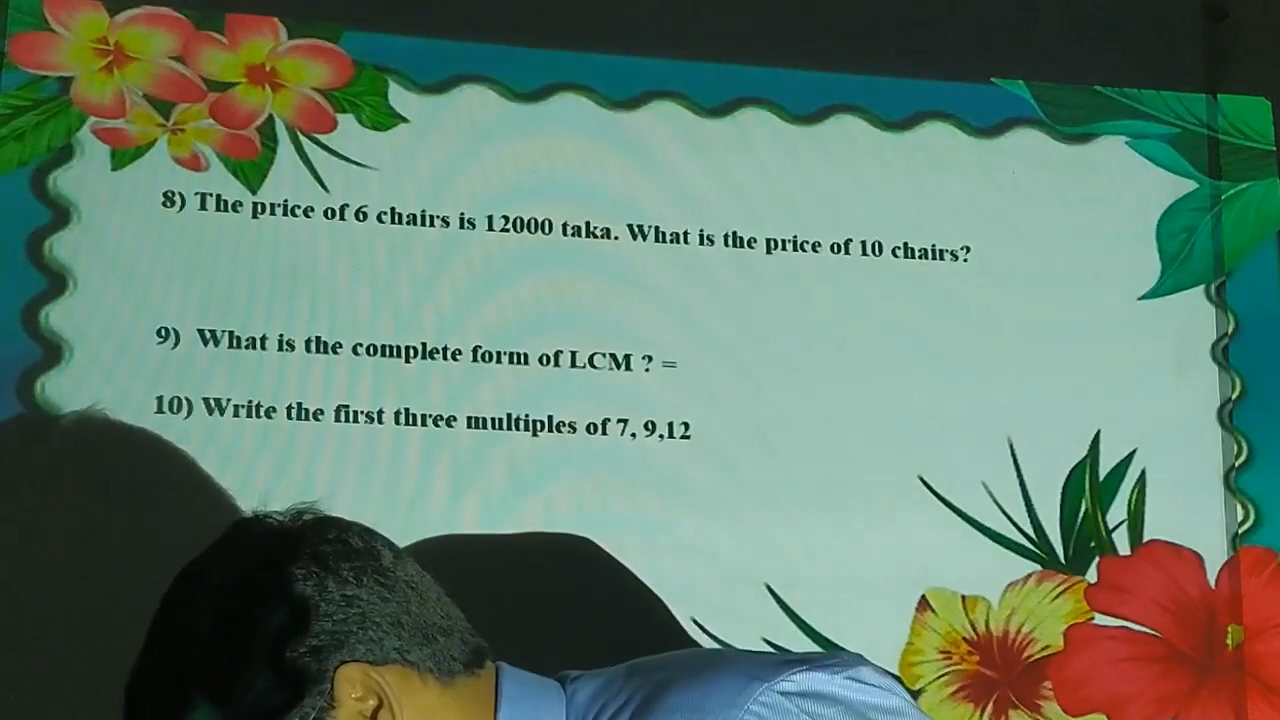 8) The price of 6 chairs is 12000 taka. What is the price of 10 chairs?
9) What is the complete form of LCM ? =
10) Write the first three multiples of 7, 9,12